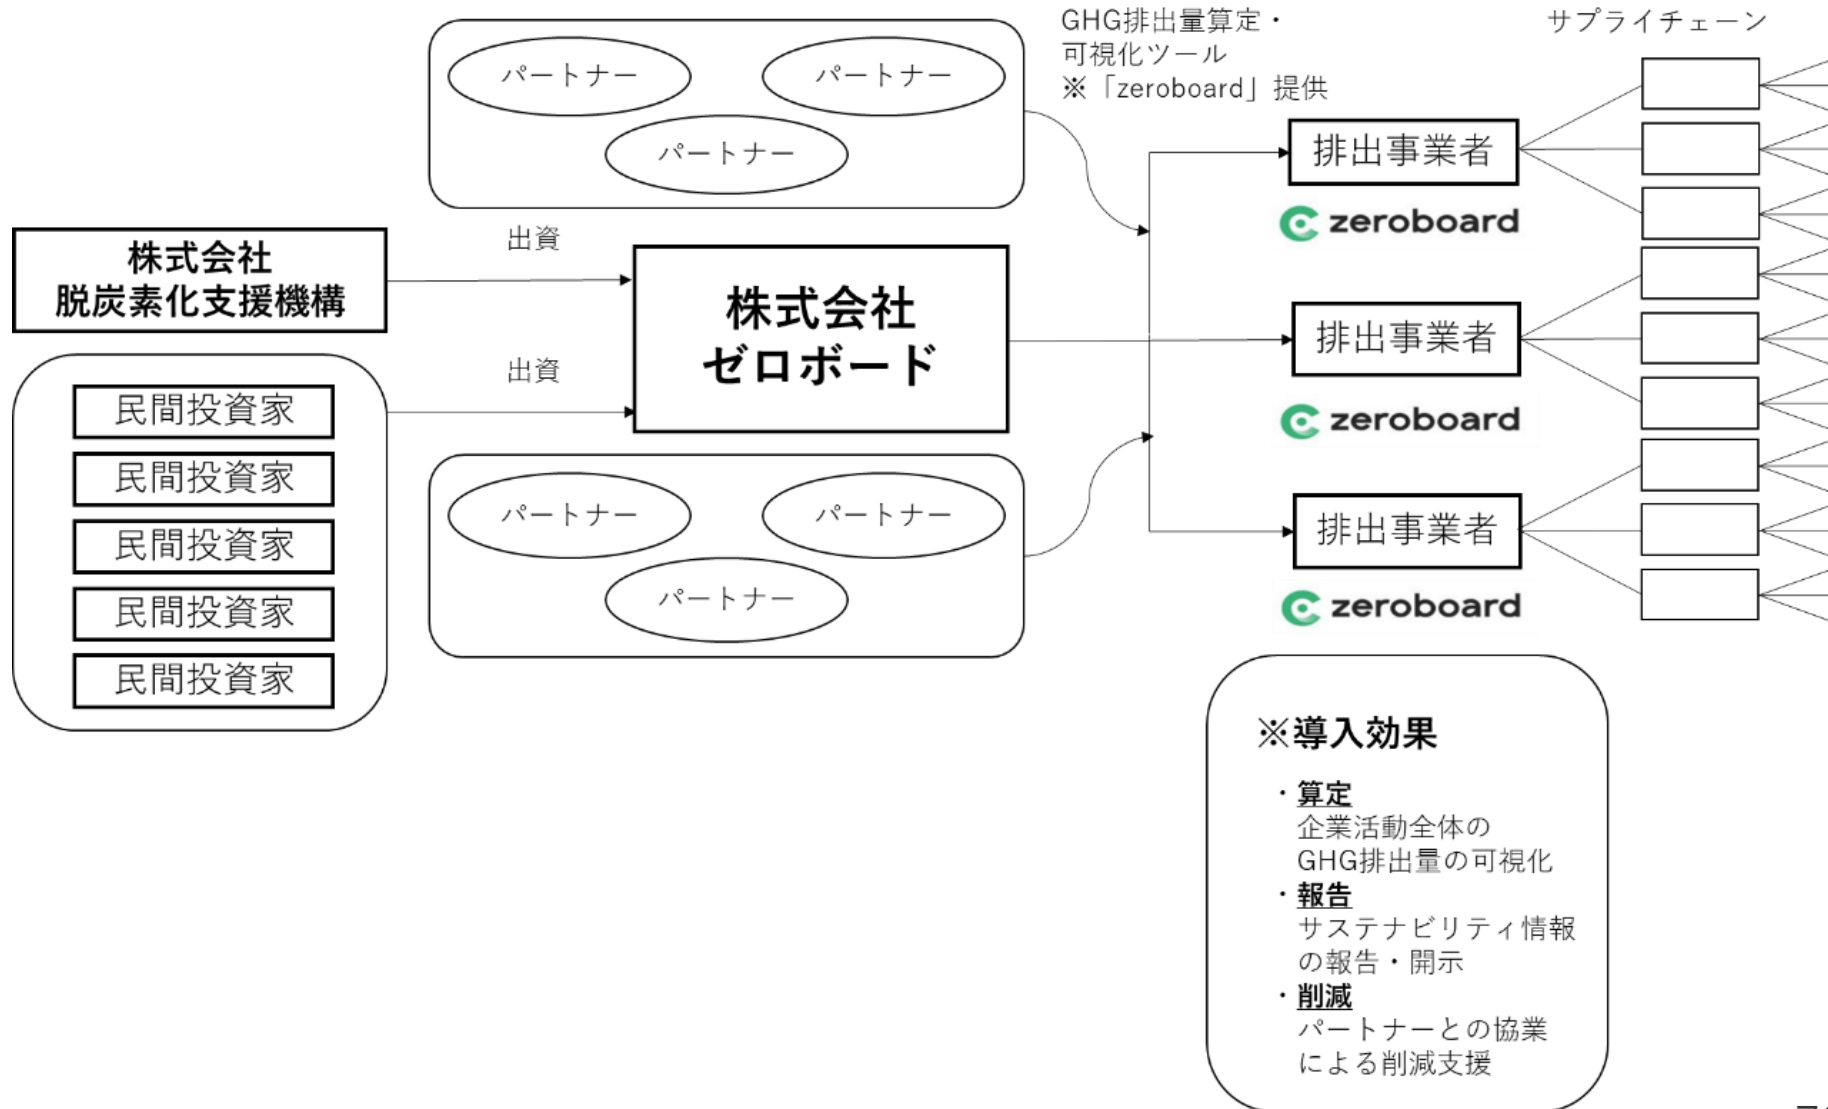 GHG排出量算定・
可視化ツール
※「zeroboard」提供
サプライチェーン
パートナー
パートナー
パートナー
排出事業者
zeroboard
出資
株式会社
脱炭素化支援機構
株式会社
ゼロボード
排出事業者
zeroboard
出資
民間投資家
民間投資家
民間投資家
民間投資家
民間投資家
パートナー
パートナー
パートナー
排出事業者
zeroboard
※導入効果
・算定
企業活動全体の
GHG排出量の可視化
・報告
サステナビリティ情報
の報告・開示
・削減
パートナーとの協業
による削減支援